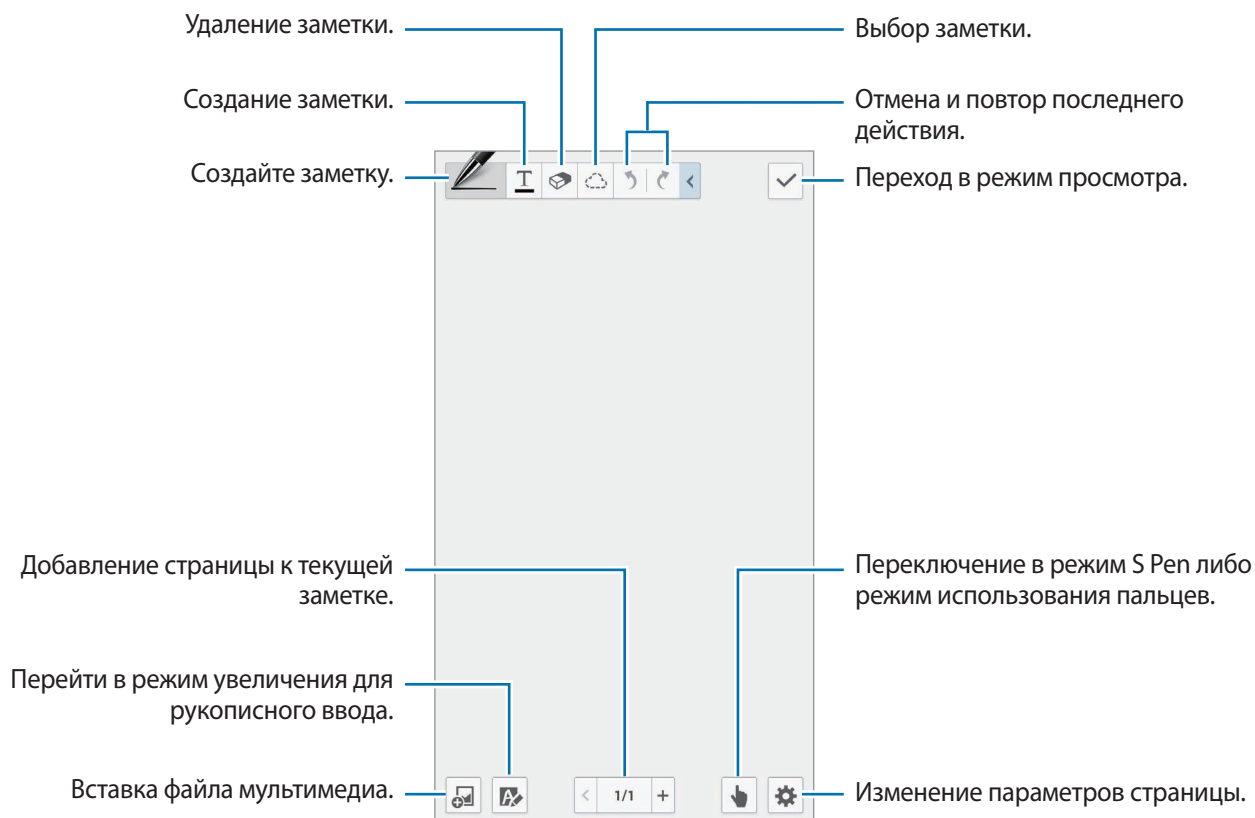 Удаление заметки.
Выбор заметки.
Создание заметки.
Отмена и повтор последнего
действия.
Создайте заметку.
T
Переход в режим просмотра.
Добавление страницы к текущей
заметке.
Переключение в режим S Pen либо
режим использования пальцев.
Перейти в режим увеличения для
рукописного ввода.
Вставка файла мультимедиа.
A
1/1 +
Изменение параметров страницы.